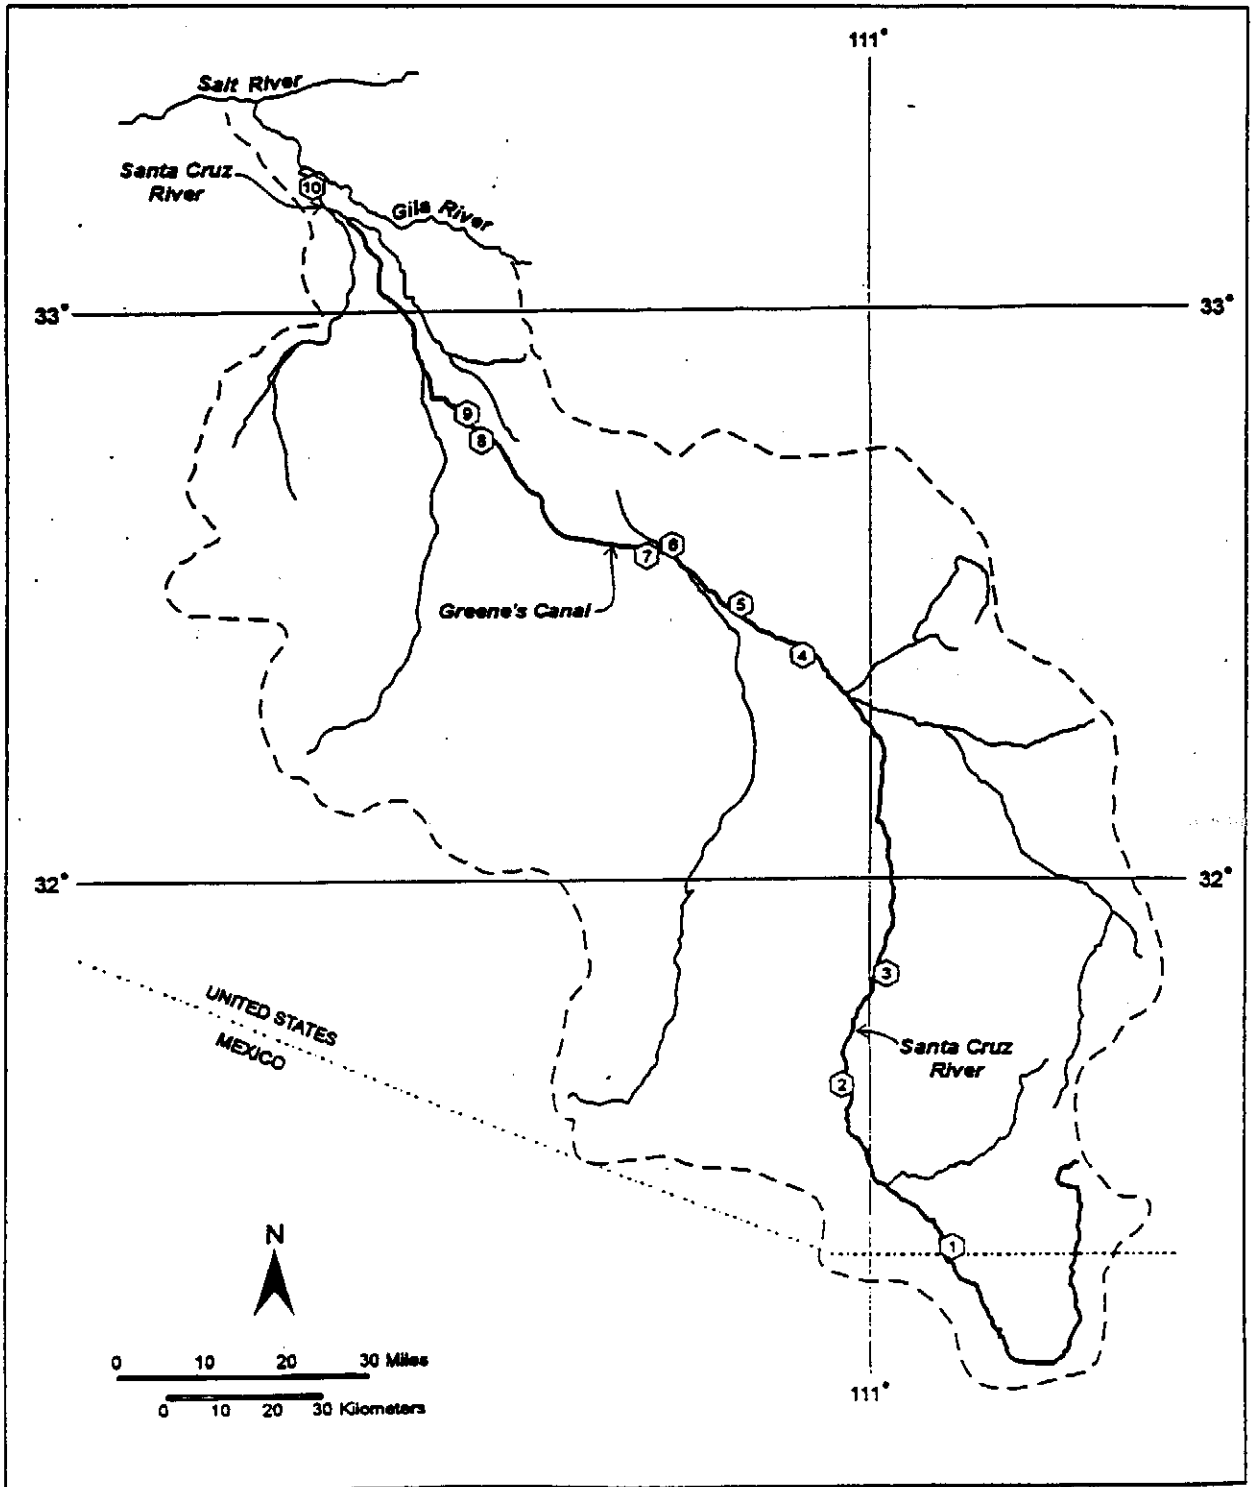 111°
Salt River
Santa Cruz
River
10
Gila River
33°
33°
9
8
6
7
Greene's Canal
5
4
32°
32°
3
UNITED STATES
MEXICO
Santa Cruz
River
2
N
1
0 10 20 30 Miles
0 10 20 30 Kilometers
111°